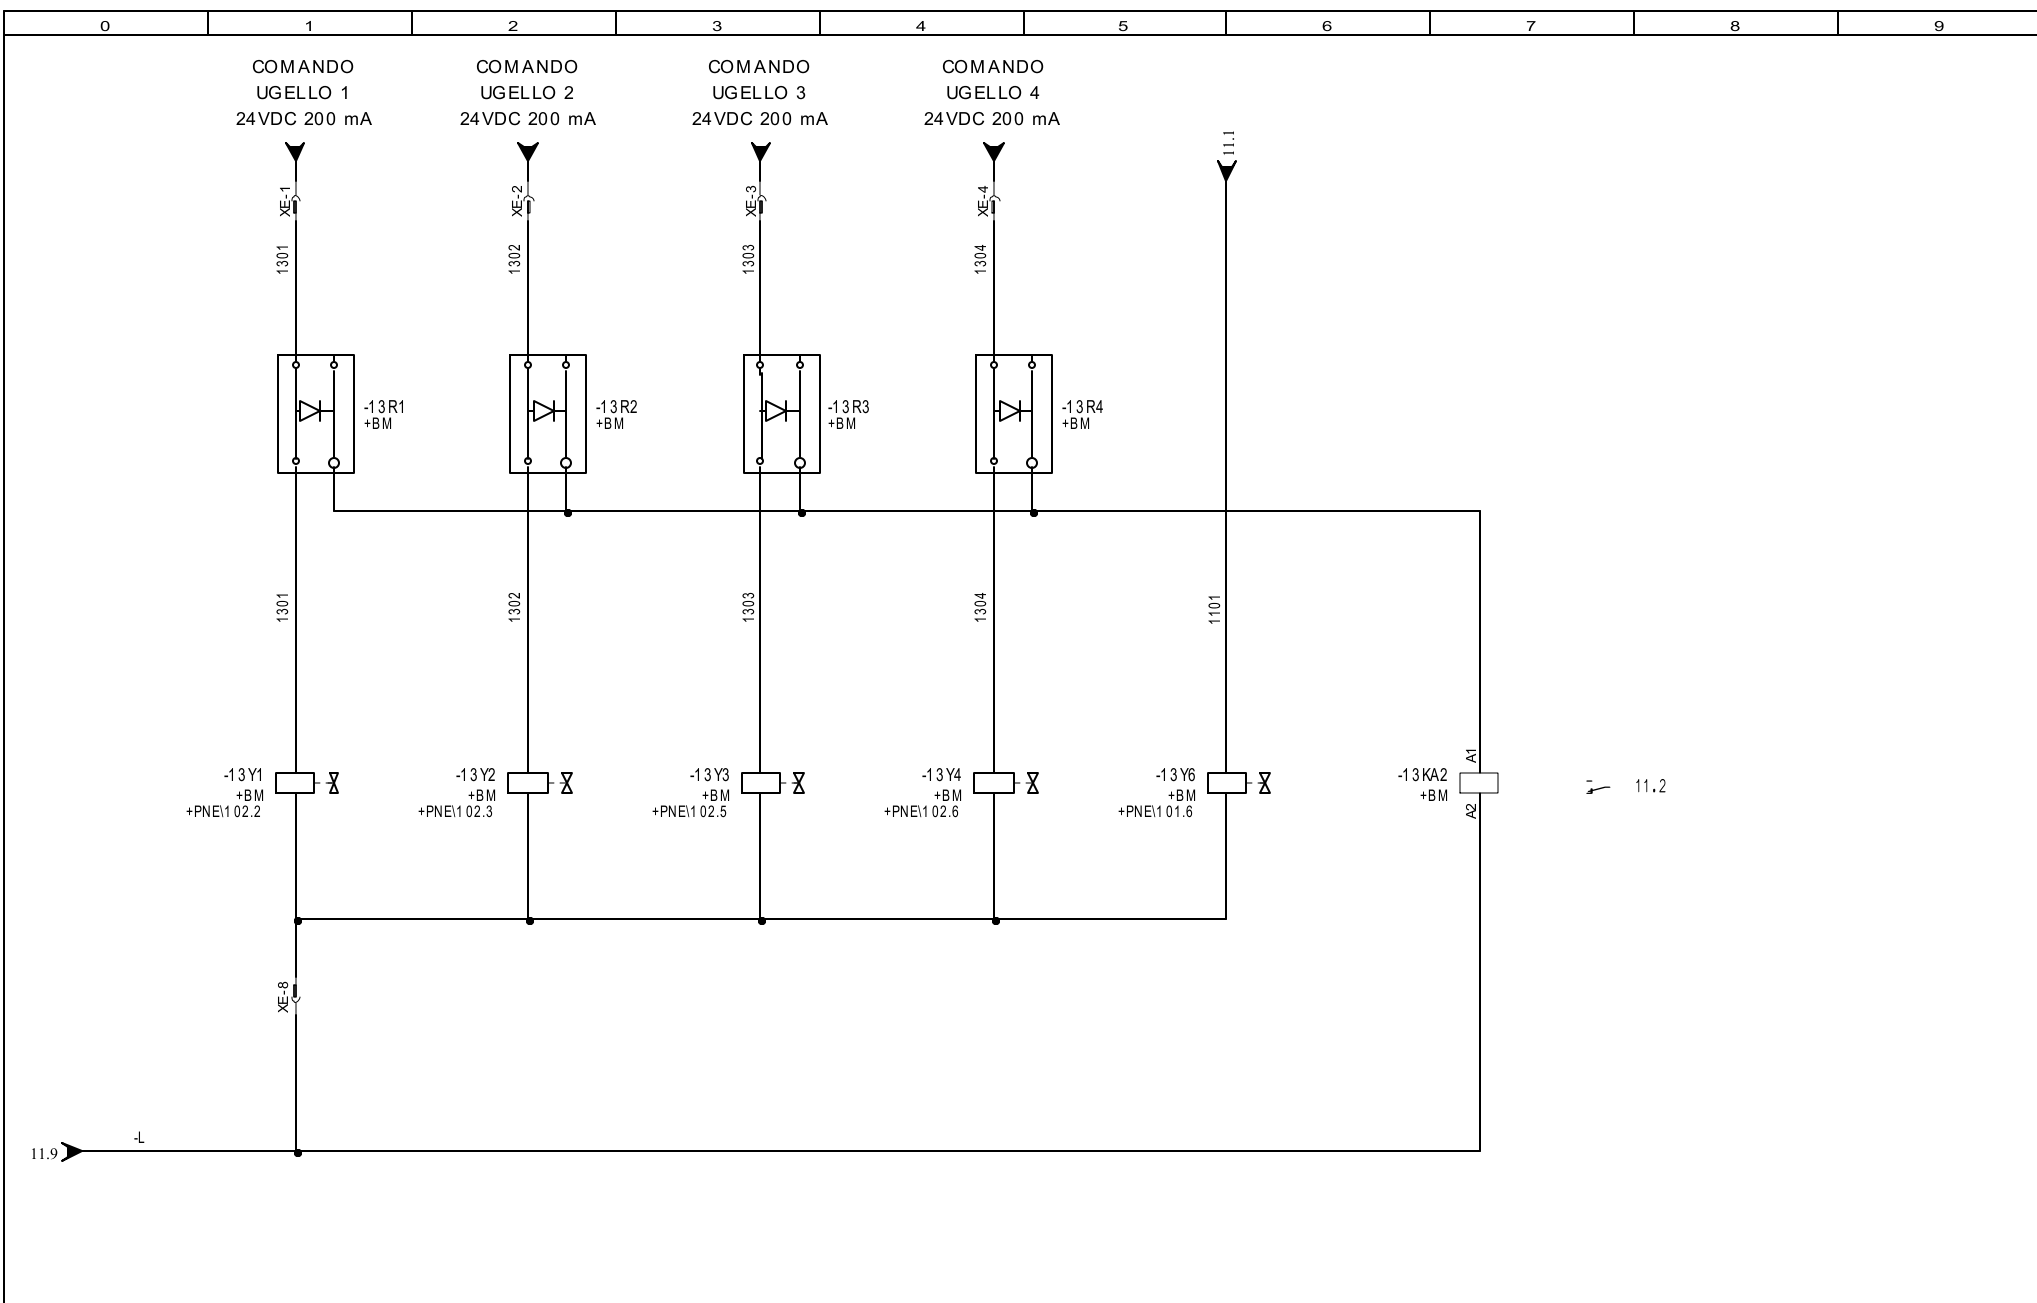 0 1 2 3 4 5 6 7 8 9
COMANDO
UGELLO 1
24VDC 200 mA
COMANDO
UGELLO 2
24VDC 200 mA
COMANDO
UGELLO 3
24VDC 200 mA
COMANDO
UGELLO 4
24VDC 200 mA
11.1
XE-1
XE-2
XE-3
XE-4
1301
1302
1303
1304
-13R1
+BM
-13R2
+BM
-13R3
+BM
-13R4
+BM
1301
1302
1303
1304
1101
-13Y1
+BM
+PNE\102.2
-13Y2
+BM
+PNE\102.3
-13Y3
+BM
+PNE\102.5
-13Y4
+BM
+PNE\102.6
-13Y6
+BM
+PNE\101.6
-13KA2
+BM
A1
A2
11.2
XE-8
-L
11.9